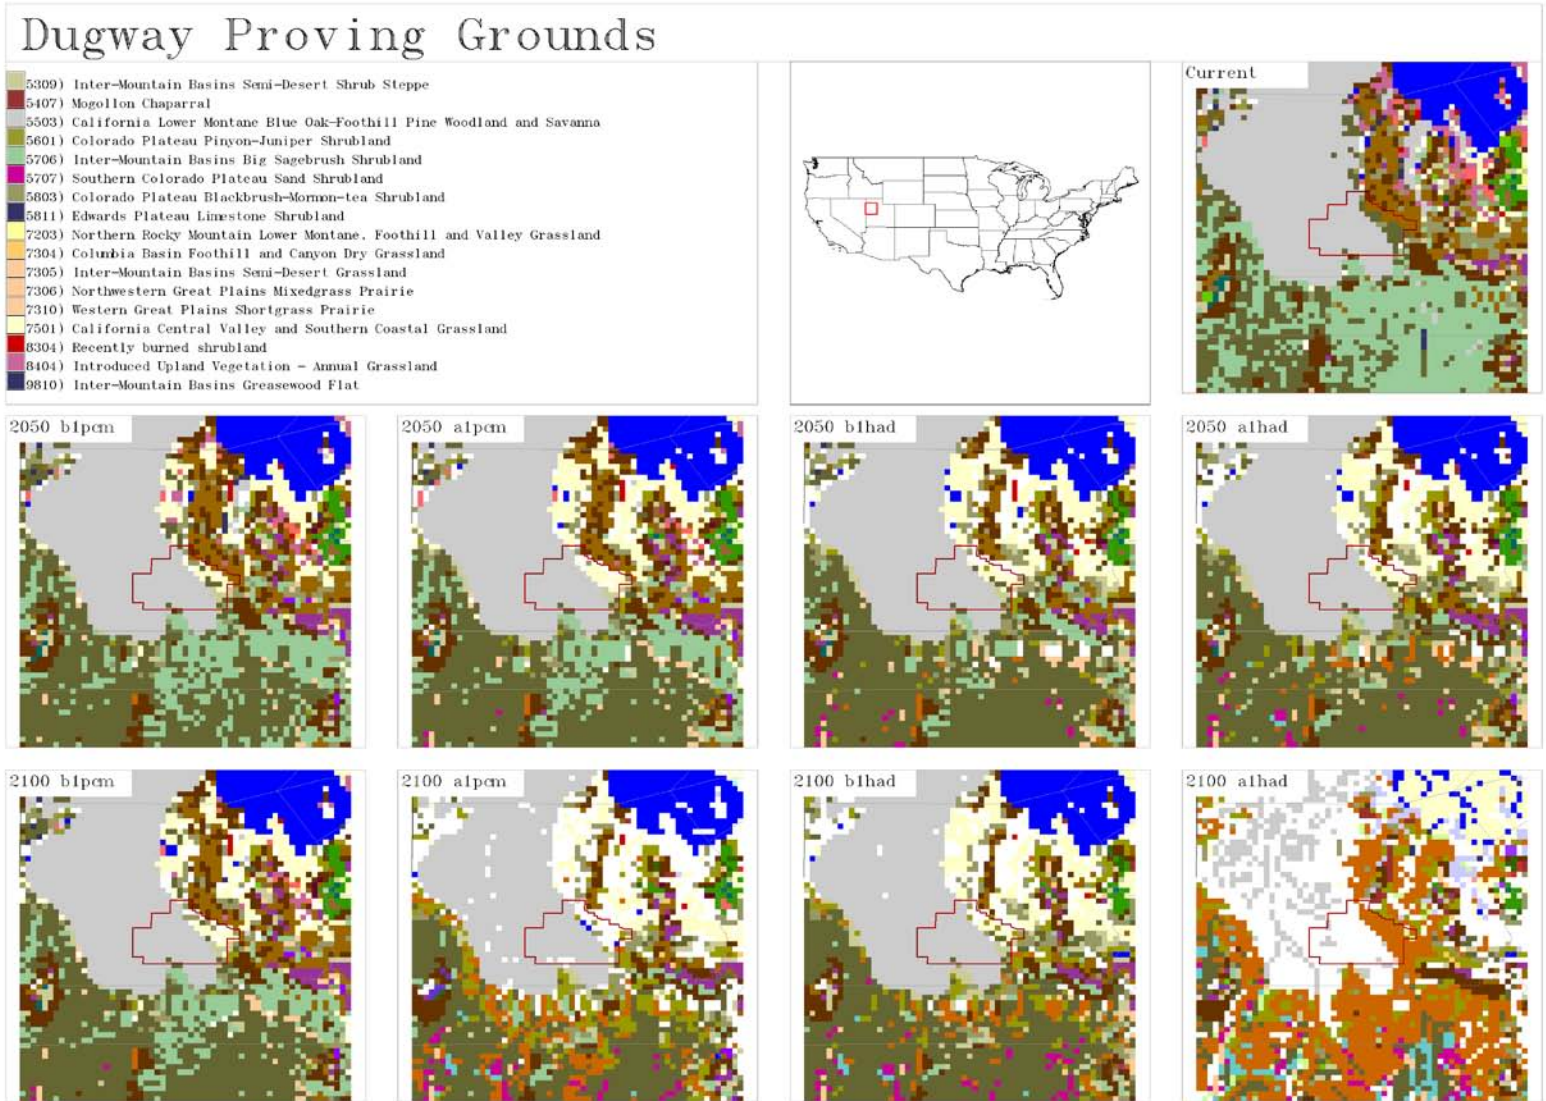 Dugway Proving Grounds
5309) Inter-Mountain Basins Semi-Desert Shrub Steppe
5407) Mogollon Chaparral
5503) California Lower Montane Blue Oak-Foothill Pine Woodland and Savanna
5601) Colorado Plateau Pinyon-Juniper Shrubland
5706) Inter-Mountain Basins Big Sagebrush Shrubland
5707) Southern Colorado Plateau Sand Shrubland
5803) Colorado Plateau Blackbrush-Mormon-tea Shrubland
5811) Edwards Plateau Limestone Shrubland
7203) Northern Rocky Mountain Lower Montane, Foothill and Valley Grassland
7304) Columbia Basin Foothill and Canyon Dry Grassland
7305) Inter-Mountain Basins Semi-Desert Grassland
7306) Northwestern Great Plains Mixedgrass Prairie
7310) Western Great Plains Shortgrass Prairie
7501) California Central Valley and Southern Coastal Grassland
8304) Recently burned shrubland
8404) Introduced Upland Vegetation - Annual Grassland
9810) Inter-Mountain Basins Greasewood Flat
Current
2050 b1pcm
2050 a1pcm
2050 b1had
2050 a1had
2100 b1pcm
2100 a1pcm
2100 b1had
2100 a1had